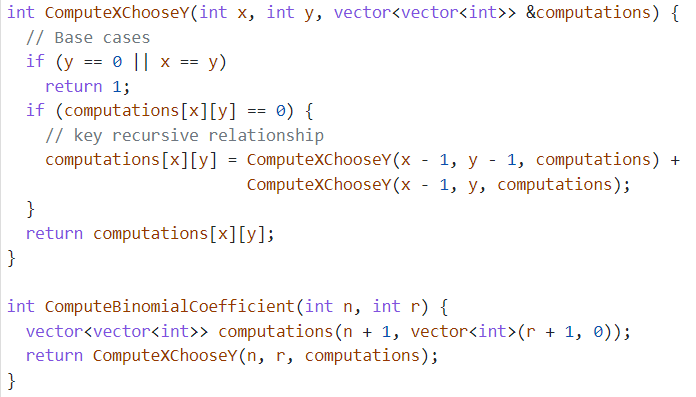 int ComputeXChooseY(int x, int y, vector<vector<int>> &computations) {
  // Base cases
  if (y == 0 || x == y)
    return 1;
  if (computations[x][y] == 0) {
    // key recursive relationship
    computations[x][y] = ComputeXChooseY(x - 1, y - 1, computations) +
                         ComputeXChooseY(x - 1, y, computations);
  }
  return computations[x][y];
}

int ComputeBinomialCoefficient(int n, int r) {
  vector<vector<int>> computations(n + 1, vector<int>(r + 1, 0));
  return ComputeXChooseY(n, r, computations);
}